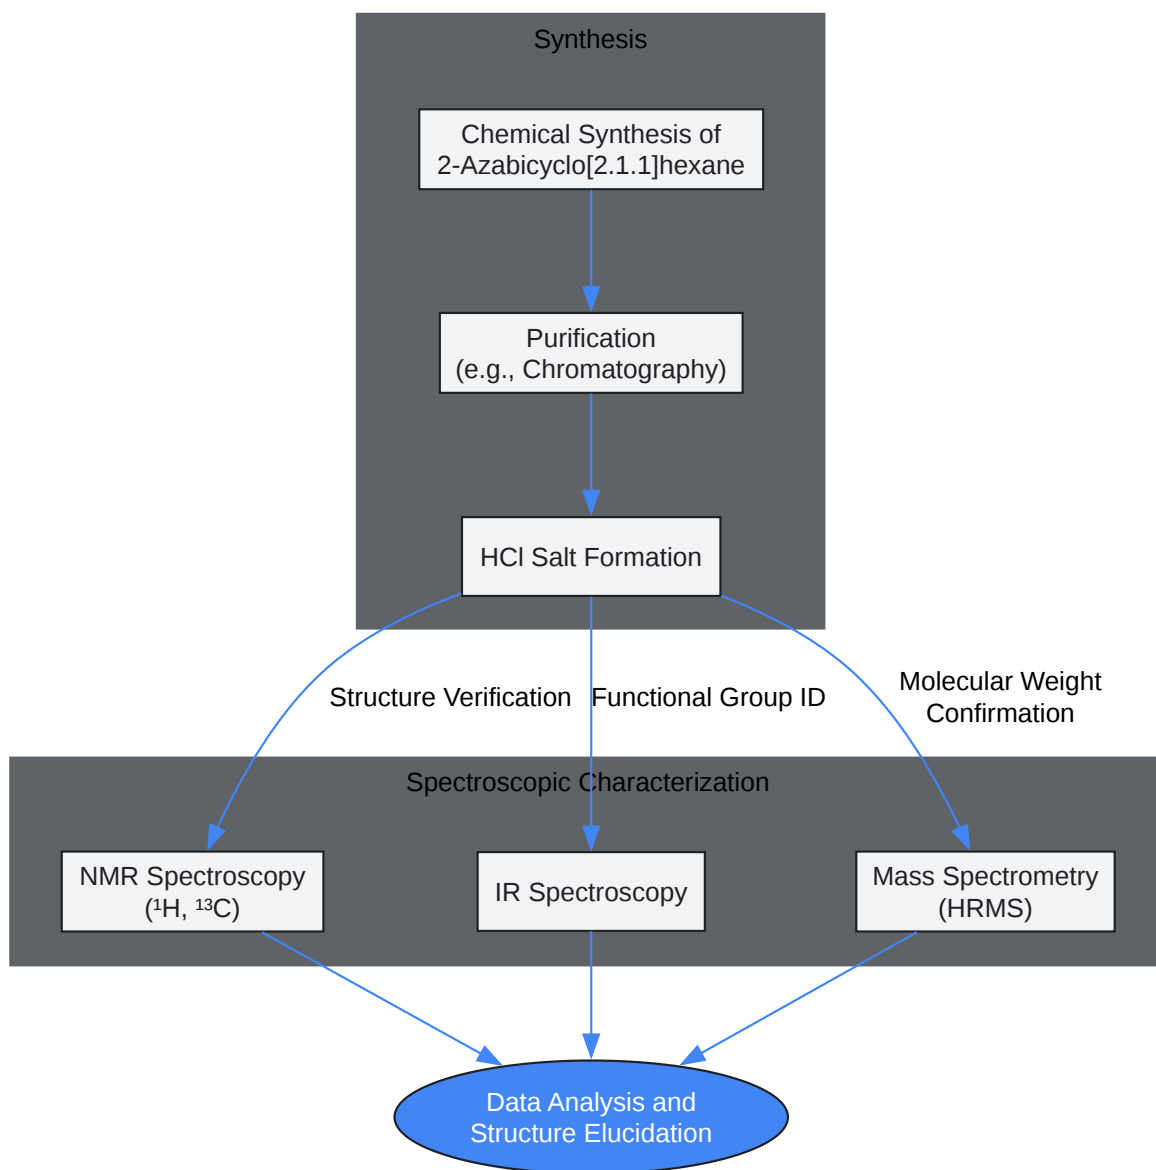 Synthesis
Chemical Synthesis of
2-Azabicyclo[2.1.1]hexane
Purification
(e.g., Chromatography)
HCl Salt Formation
Structure Verification
Functional Group ID
Molecular Weight
Confirmation
Spectroscopic Characterization
NMR Spectroscopy
(¹H, ¹³C)
IR Spectroscopy
Mass Spectrometry
(HRMS)
Data Analysis and
Structure Elucidation